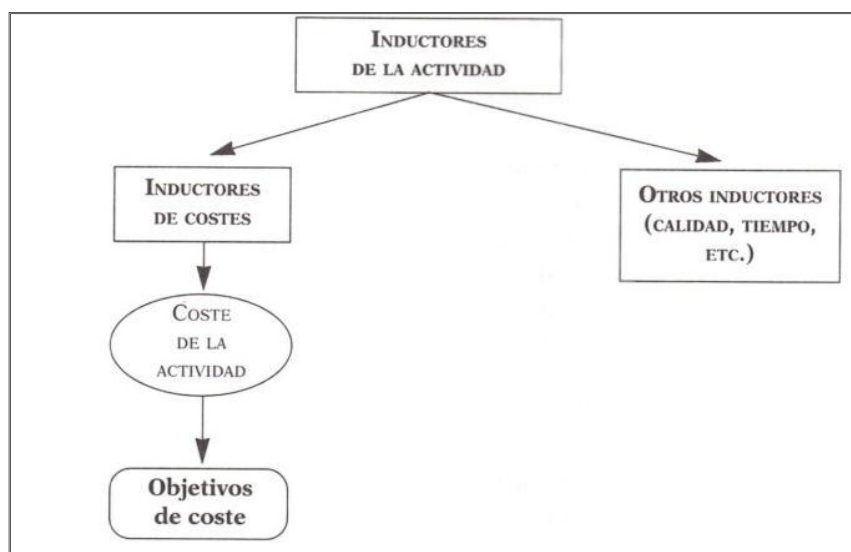 INDUCTORES
DE LA ACTIVIDAD
INDUCTORES
DE COSTES
OTROS INDUCTORES
(CALIDAD, TIEMPO,
ETC.)
COSTE
DE LA
ACTIVIDAD
Objetivos
de coste